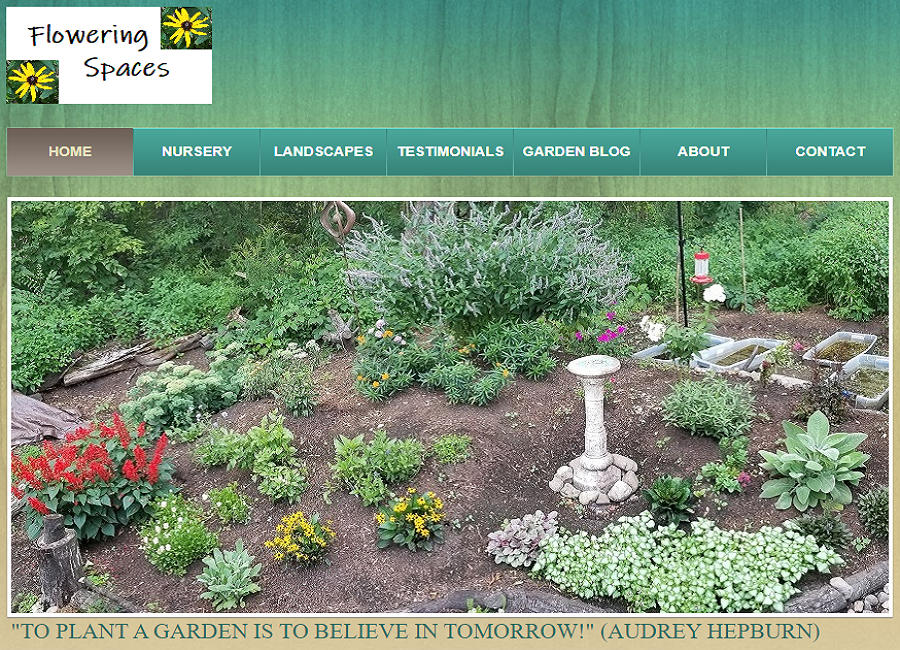 Flowering
Spaces
HOME NURSERY LANDSCAPES TESTIMONIALS GARDEN BLOG ABOUT CONTACT
"TO PLANT A GARDEN IS TO BELIEVE IN TOMORROW!" (AUDREY HEPBURN)